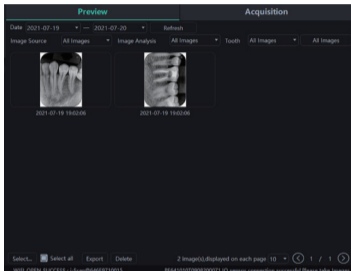 Preview Acquisition
Date 2021-07-19 — 2021-07-20 Refresh
Image Source All Images Image Analysis All Images Tooth All Images All Images
2021-07-19 19:02:06 2021-07-19 19:02:06
Select... Select all Export Delete 2 Image(s),displayed on each page 10 1 / 1